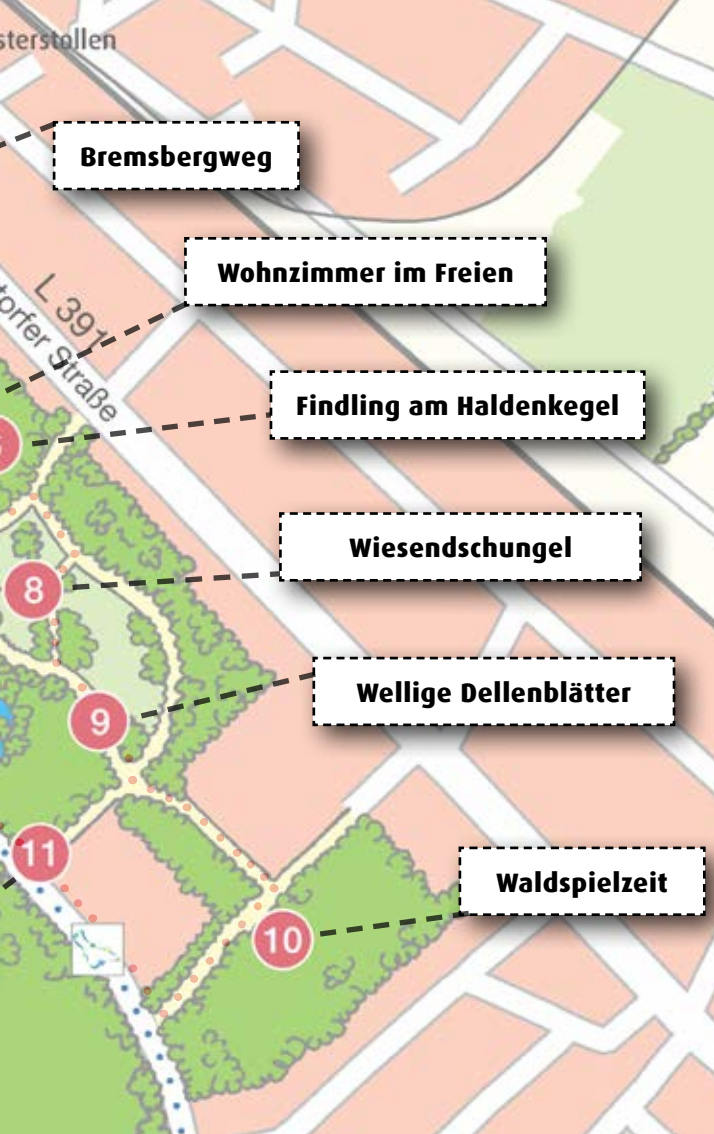 sterstollen
Bremsbergweg
Wohnzimmer im Freien
L 391
torfer Straße
Findling am Haldenkegel
Wiesendschungel
8
Wellige Dellenblätter
9
11
Waldspielzeit
10